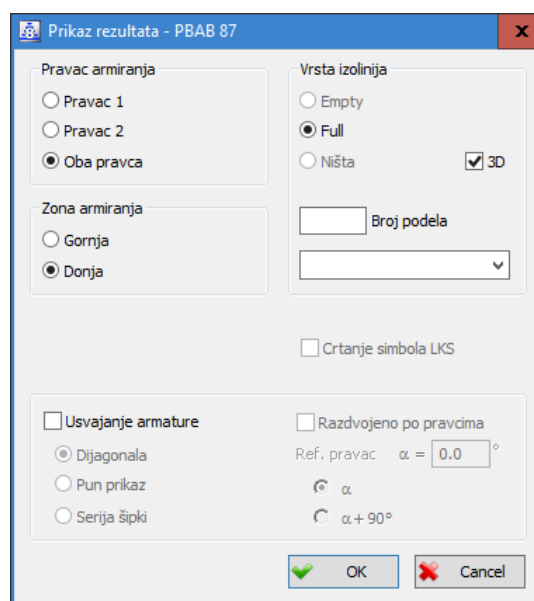 Prikaz rezultata - PBAB 87
Pravac armiranja
Pravac 1
Pravac 2
Oba pravca
Zona armiranja
Gornja
Donja
Vrsta izolinija
Empty
Full
Ništa
3D
Broj podela
Crtanje simbola LKS
Usvajanje armature
Dijagonala
Pun prikaz
Serija šipki
Razdvojeno po pravcima
Ref. pravac α = 0.0 °
α
α + 90°
OK
Cancel